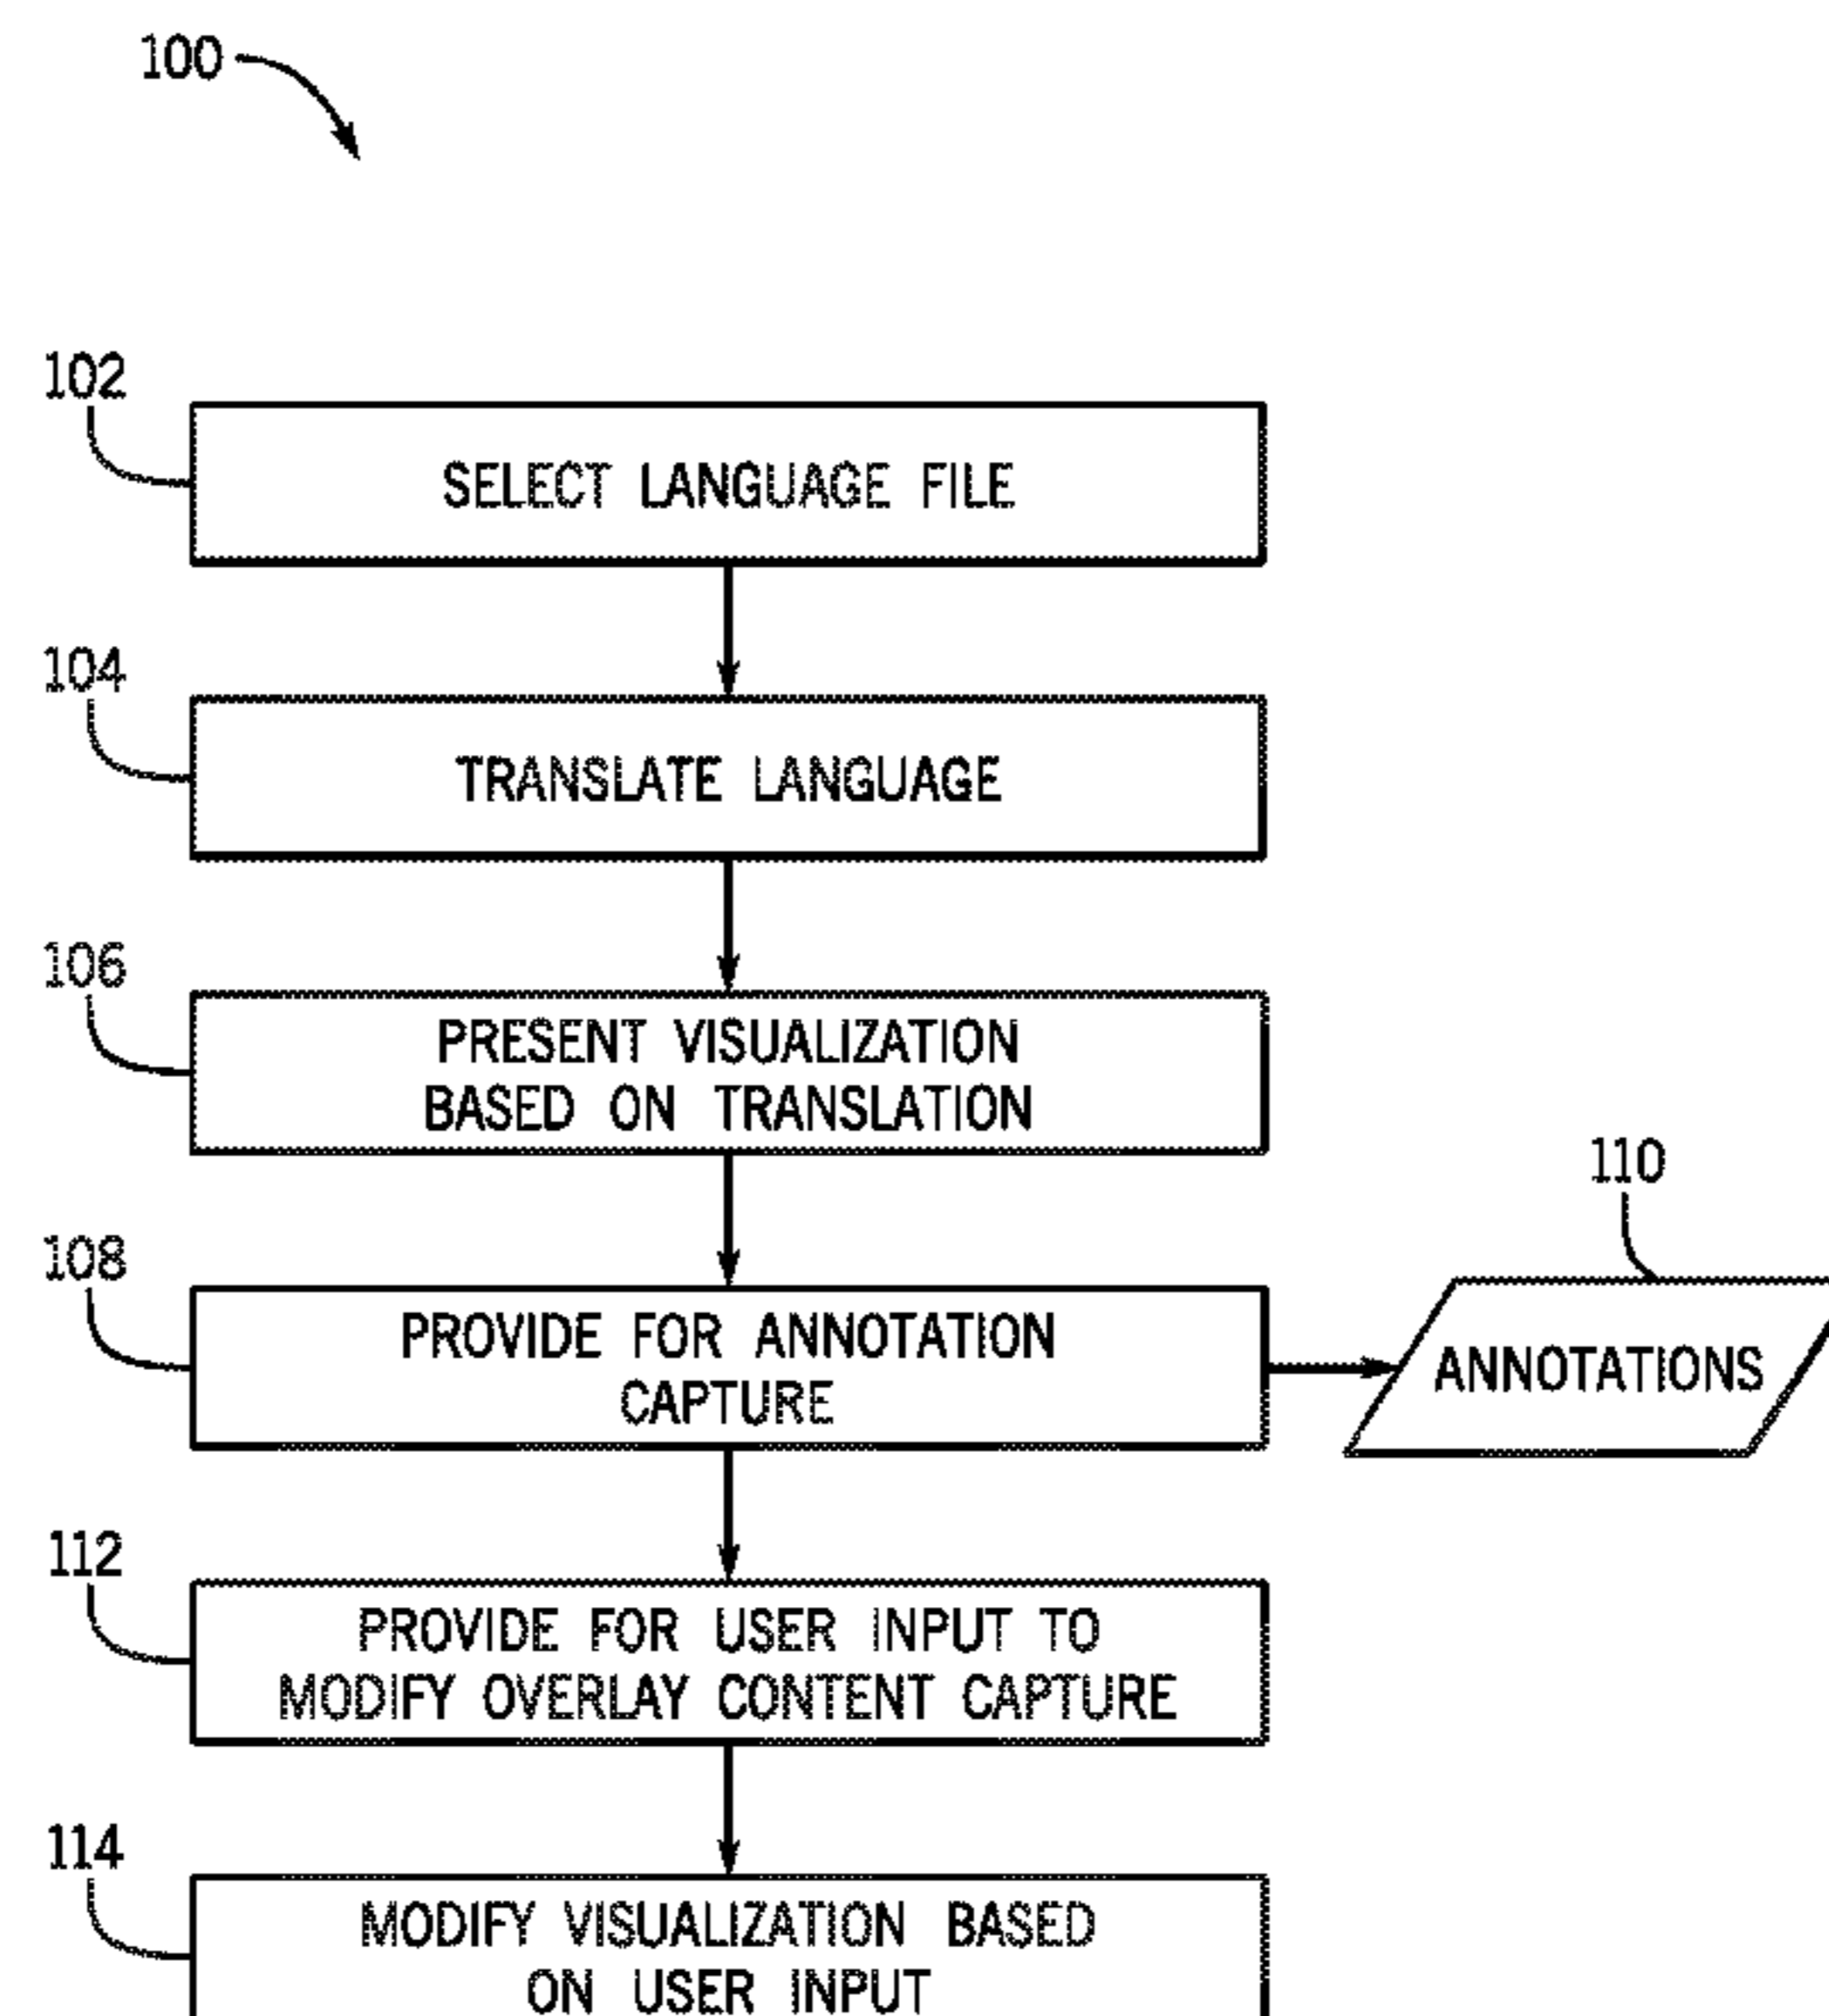 100
102
SELECT LANGUAGE FILE
104
TRANSLATE LANGUAGE
106
PRESENT VISUALIZATION
BASED ON TRANSLATION
108
PROVIDE FOR ANNOTATION
CAPTURE
110
ANNOTATIONS
112
PROVIDE FOR USER INPUT TO
MODIFY OVERLAY CONTENT CAPTURE
114
MODIFY VISUALIZATION BASED
ON USER INPUT